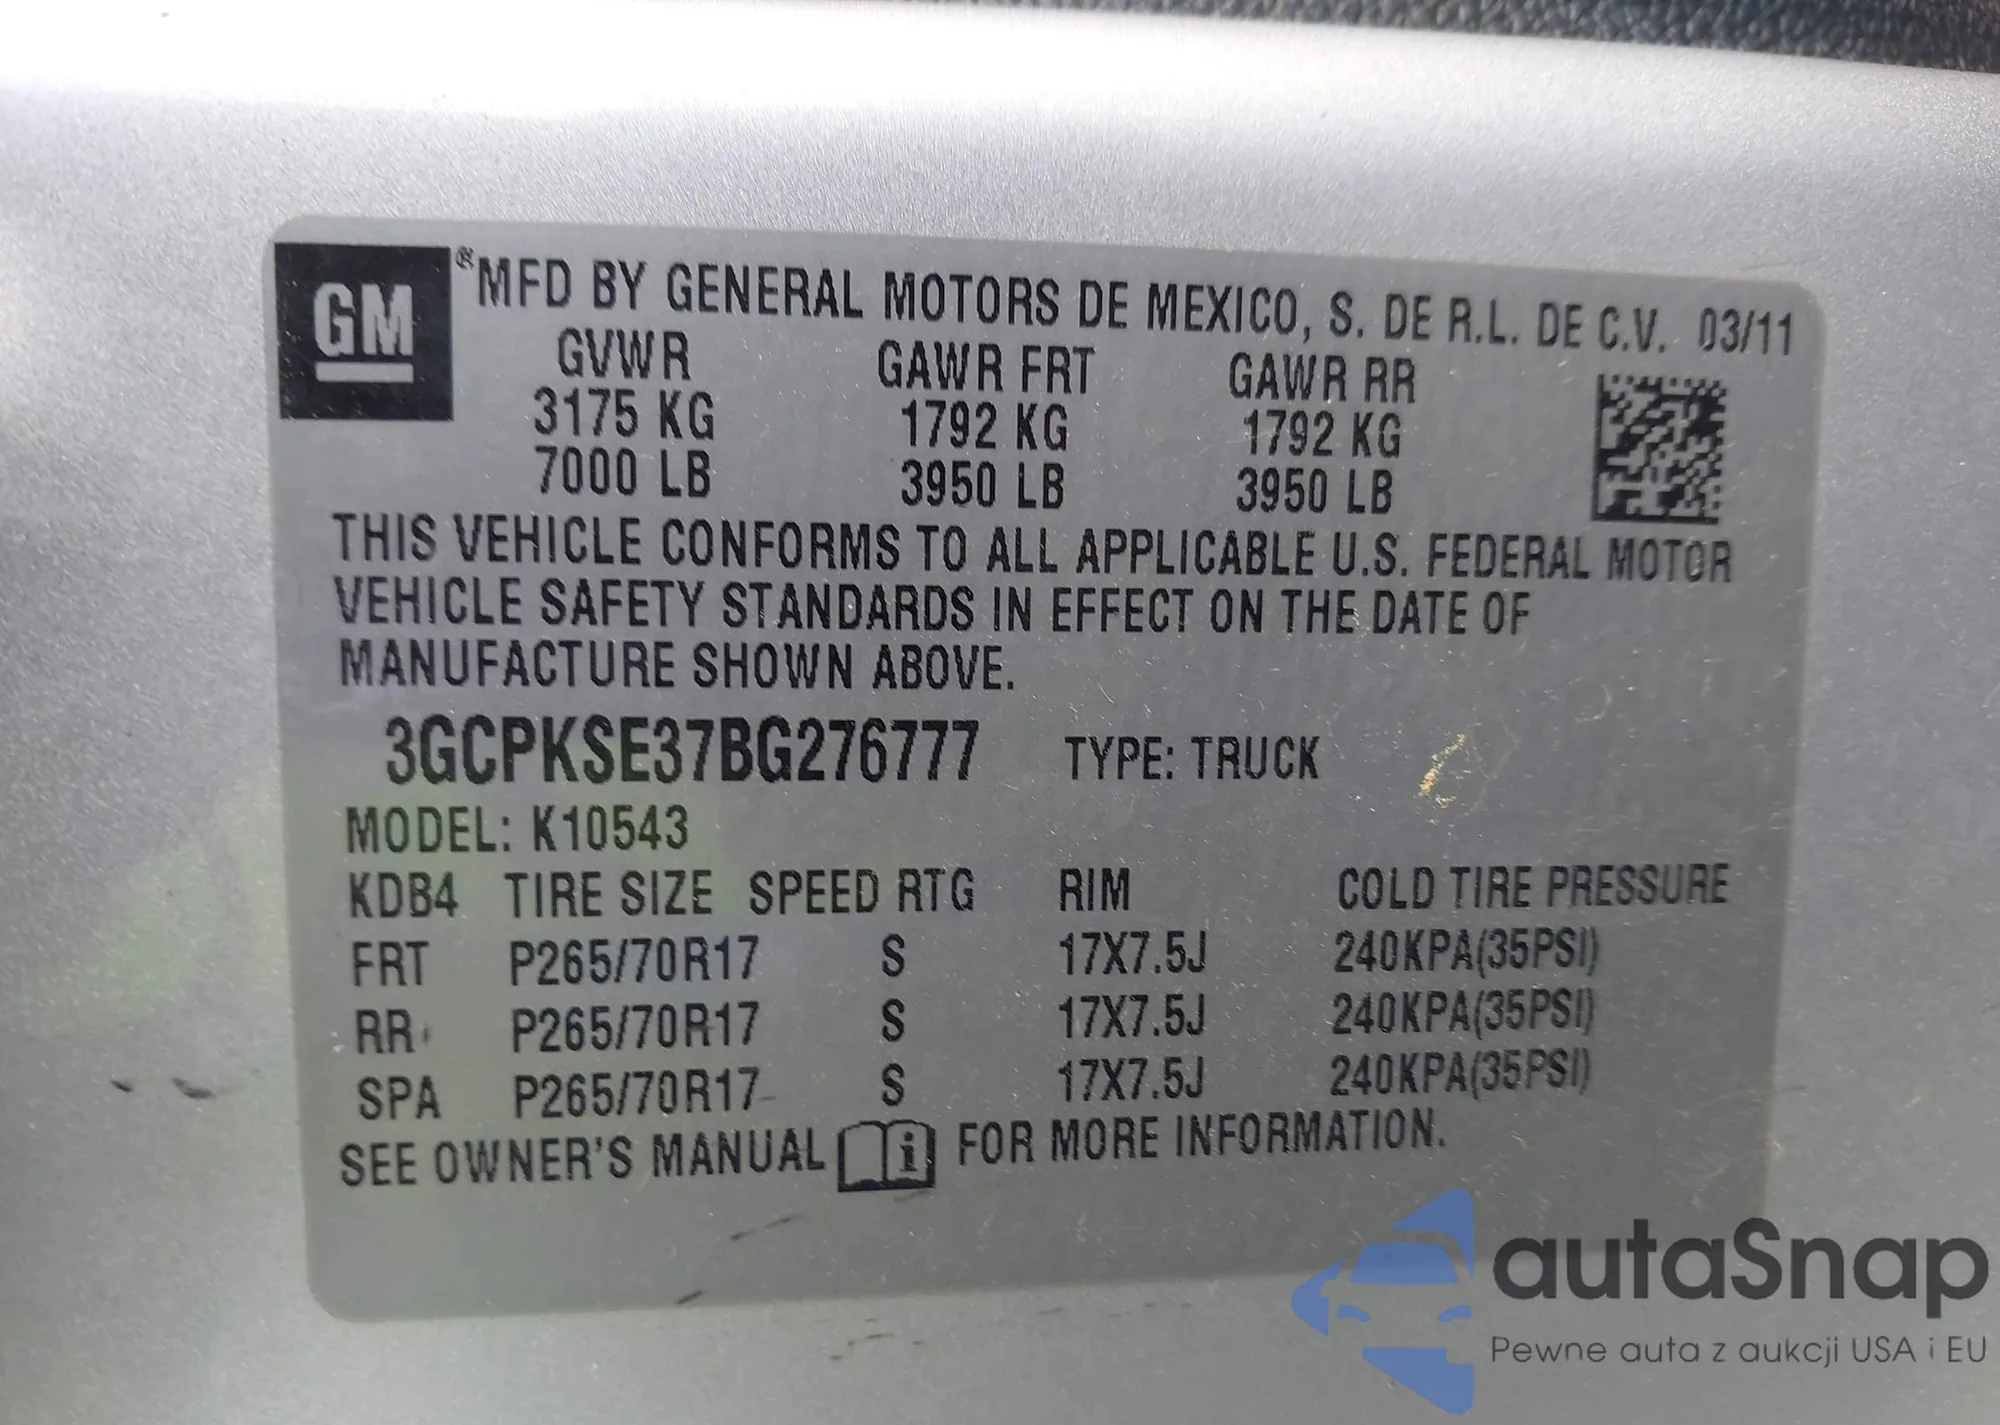 GM
®MFD BY GENERAL MOTORS DE MEXICO, S. DE R.L. DE C.V. 03/11
GVWR GAWR FRT GAWR RR
3175 KG 1792 KG 1792 KG
7000 LB 3950 LB 3950 LB
THIS VEHICLE CONFORMS TO ALL APPLICABLE U.S. FEDERAL MOTOR
VEHICLE SAFETY STANDARDS IN EFFECT ON THE DATE OF
MANUFACTURE SHOWN ABOVE.
3GCPKSE37BG276777 TYPE: TRUCK
MODEL: K10543
KDB4 TIRE SIZE SPEED RTG RIM COLD TIRE PRESSURE
FRT P265/70R17 S 17X7.5J 240KPA(35PSI)
RR P265/70R17 S 17X7.5J 240KPA(35PSI)
SPA P265/70R17 S 17X7.5J 240KPA(35PSI)
SEE OWNER'S MANUAL i FOR MORE INFORMATION.
autaSnap
Pewne auta z aukcji USA i EU